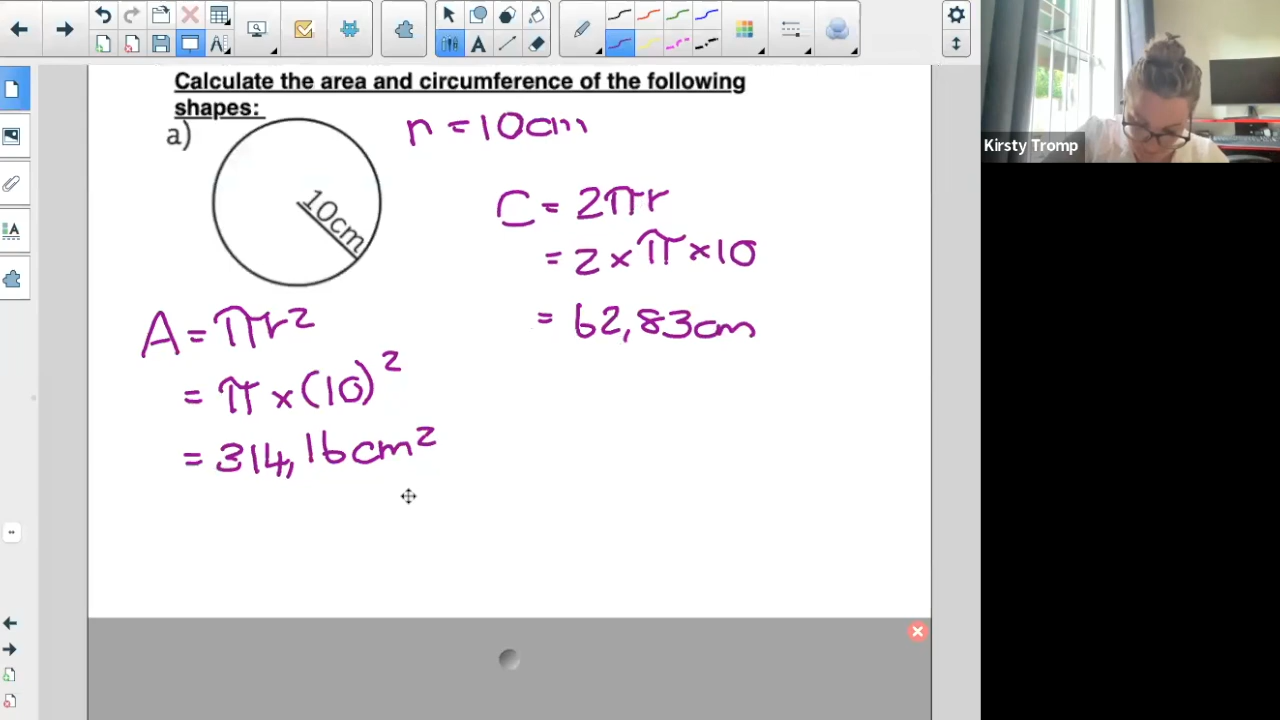 Calculate the area and circumference of the following
shapes:
a)
r = 10cm
10cm
C = 2πr
= 2 × π × 10
= 62,83cm
A = πr²
= π × (10)²
= 314,16cm²
Kirsty Tromp